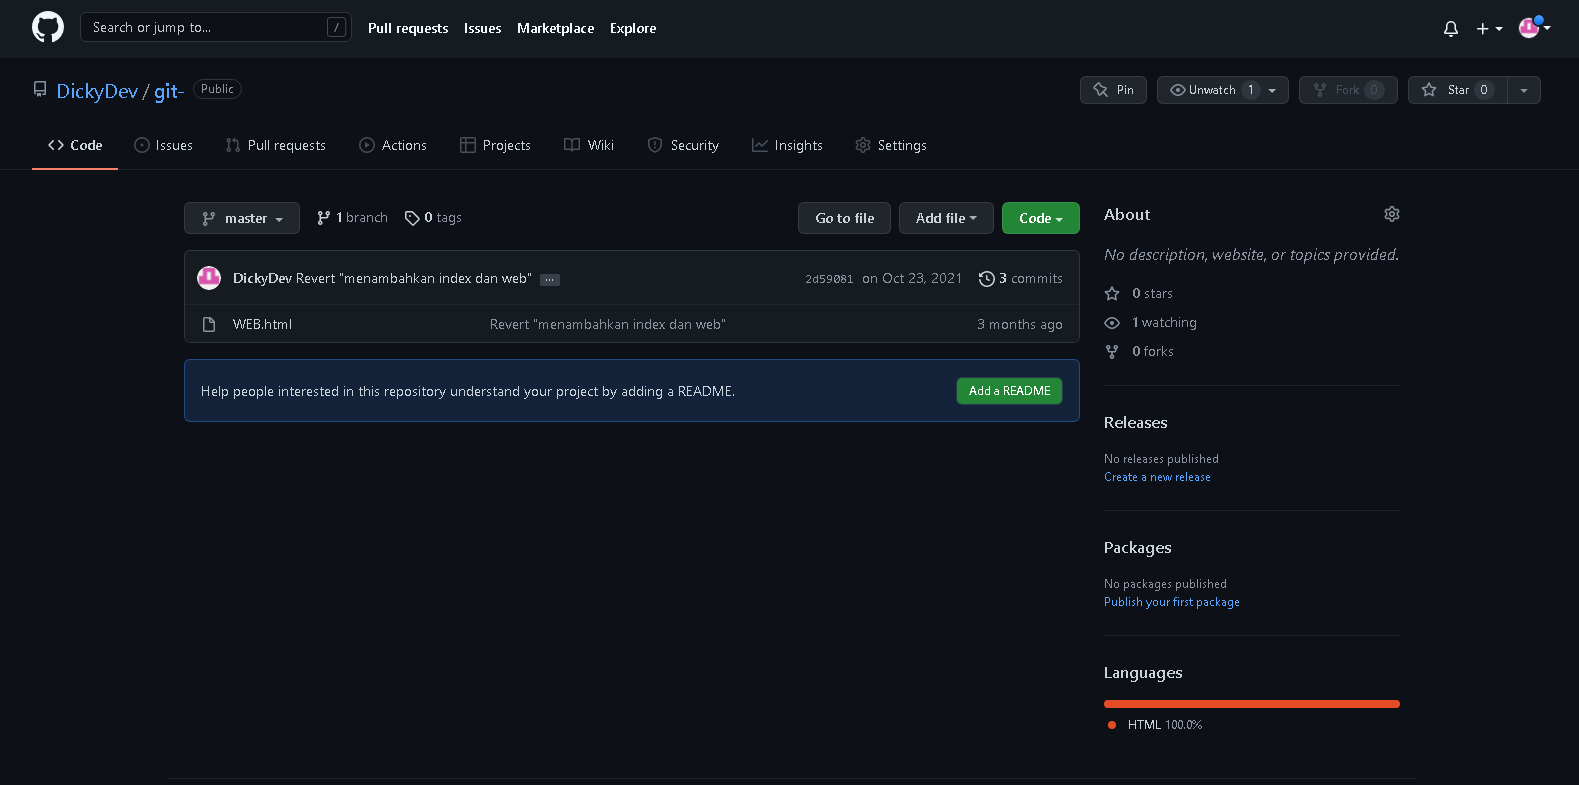 Search or jump to... / Pull requests Issues Marketplace Explore
DickyDev / git- Public Pin Unwatch 1 Fork 0 Star 0
Code Issues Pull requests Actions Projects Wiki Security Insights Settings
master 1 branch 0 tags Go to file Add file Code
DickyDev Revert "menambahkan index dan web" ... 2d59081 on Oct 23, 2021 3 commits
WEB.html Revert "menambahkan index dan web" 3 months ago
Help people interested in this repository understand your project by adding a README. Add a README
About
No description, website, or topics provided.
0 stars
1 watching
0 forks
Releases
No releases published
Create a new release
Packages
No packages published
Publish your first package
Languages
HTML 100.0%